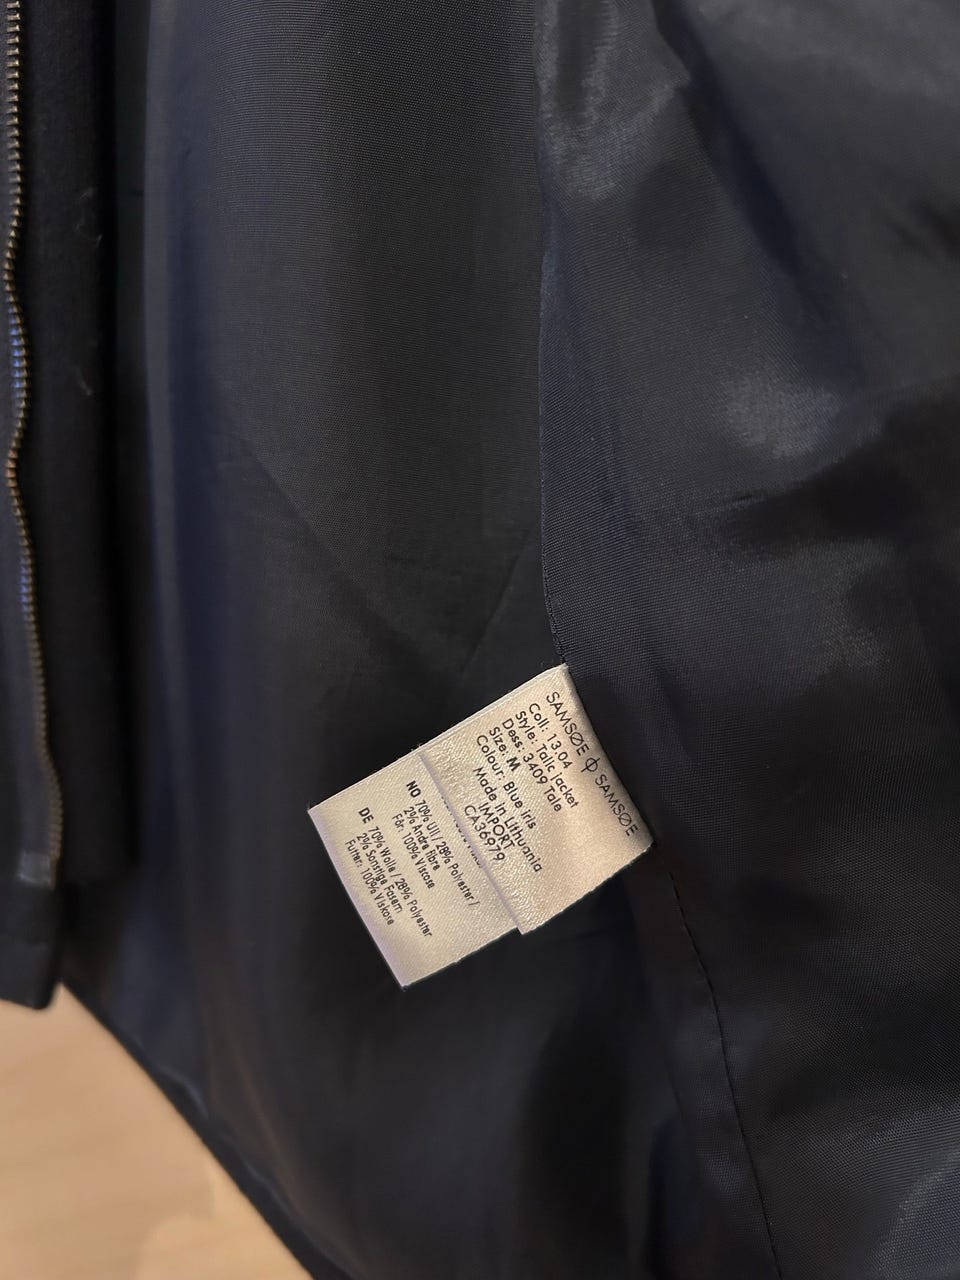 SAMSØE ϕ SAMSØE
Coll: 13.04
Style: Talic Jacket
Dess: 3409 Tale
Size: M
Colour: Blue iris
Made in Lithuania
IMPORT
CA36979
NO 70% Ull / 28% Polyester /
2% Andre fibre
Fôr: 100% Viscose
DE 70% Wolle / 28% Polyester
2% Sonstige Fasern
Futter: 100% Viskose